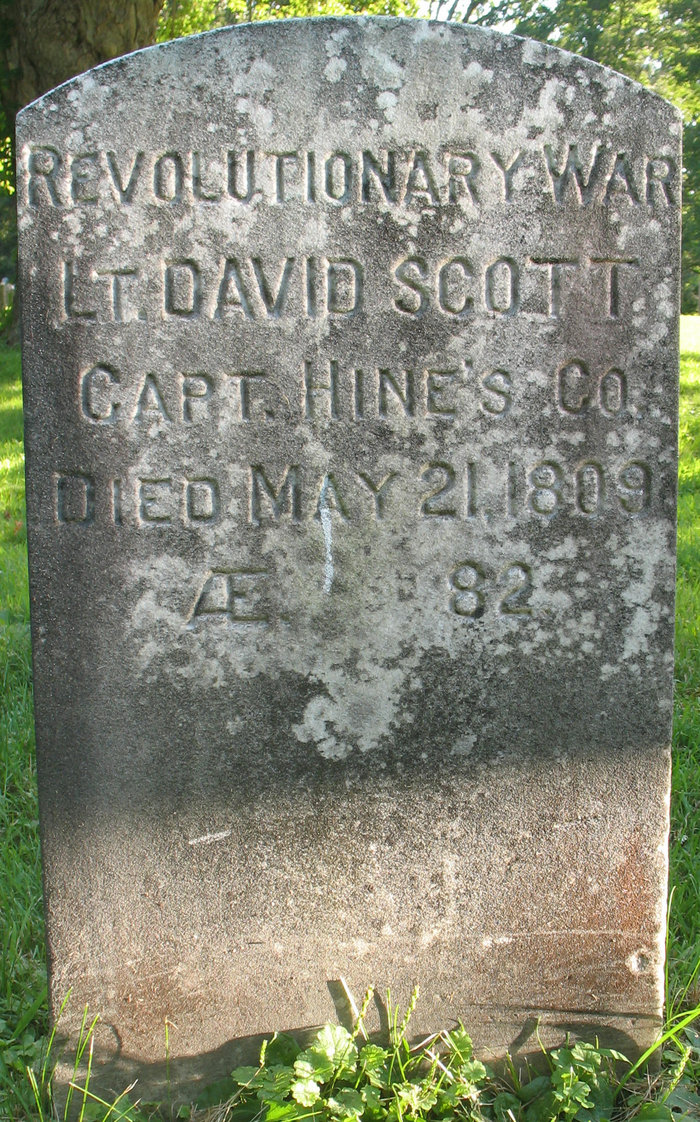 REVOLUTIONARY WAR
LT. DAVID SCOTT
CAPT. HINE'S CO.
DIED MAY 21, 1809
Æ 82